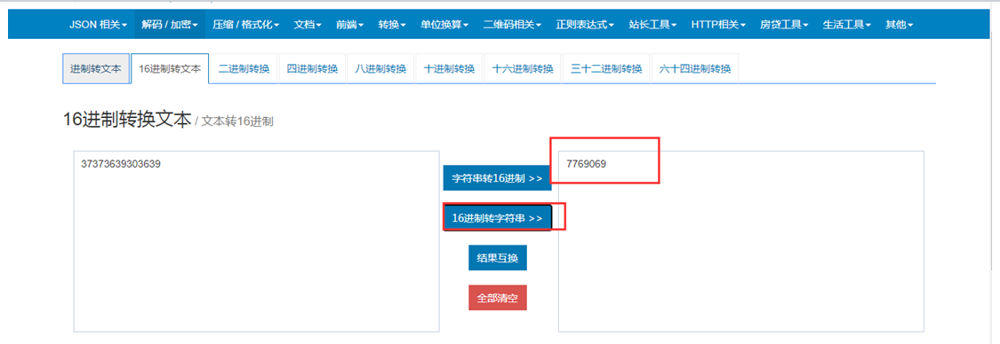 JSON 相关 解码 / 加密 压缩 / 格式化 文档 前端 转换 单位换算 二维码相关 正则表达式 站长工具 HTTP相关 房贷工具 生活工具 其他
进制转文本 16进制转文本 二进制转换 四进制转换 八进制转换 十进制转换 十六进制转换 三十二进制转换 六十四进制转换
16进制转换文本 / 文本转16进制
37373639303639
字符串转16进制 >>
16进制转字符串 >>
结果互换
全部清空
7769069